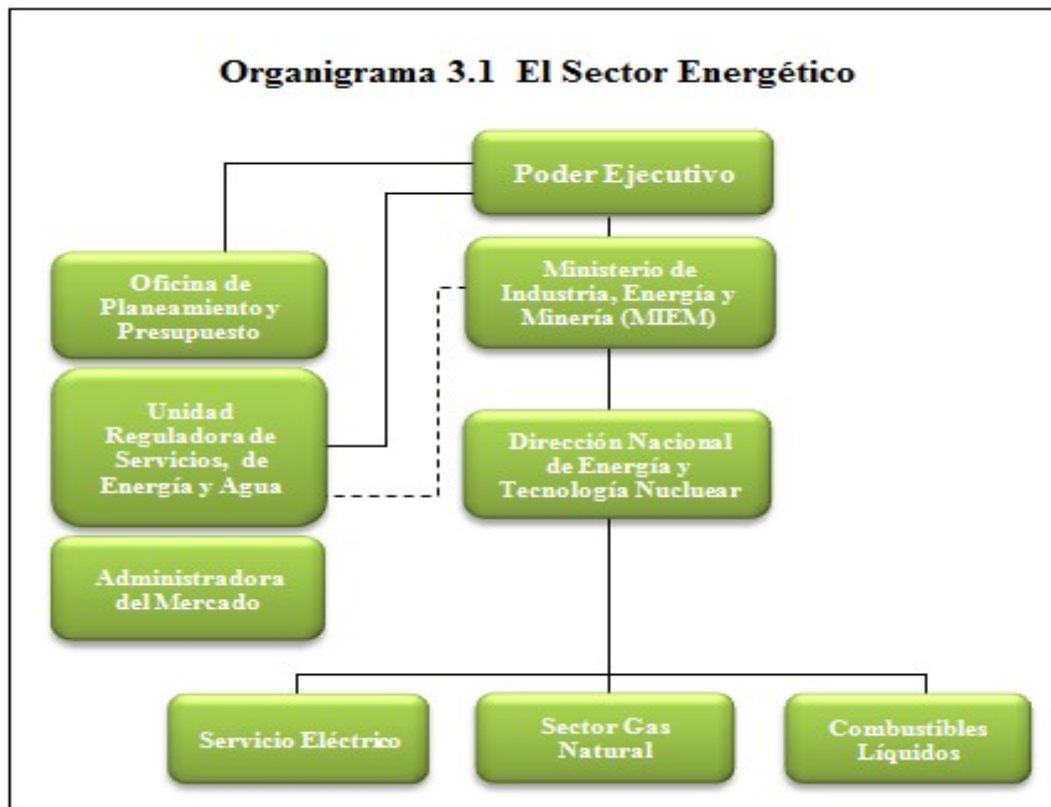 Organigrama 3.1 El Sector Energético
Poder Ejecutivo
Oficina de
Planeamiento y
Presupuesto
Ministerio de
Industria, Energía y
Minería (MIEM)
Unidad
Reguladora de
Servicios, de
Energía y Agua
Dirección Nacional
de Energía y
Tecnología Nucluear
Administradora
del Mercado
Servicio Eléctrico
Sector Gas
Natural
Combustibles
Líquidos